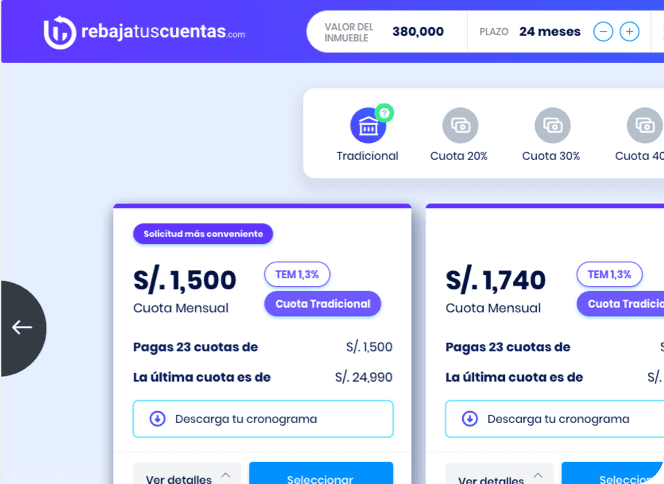 rebajatuscuentas.com
VALOR DEL
INMUEBLE
380,000
PLAZO
24 meses
Tradicional
Cuota 20%
Cuota 30%
Cuota 40
Solicitud más conveniente
S/. 1,500
TEM 1,3%
Cuota Mensual
Cuota Tradicional
Pagas 23 cuotas de
S/. 1,500
La última cuota es de
S/. 24,990
Descarga tu cronograma
Ver detalles
Seleccionar
S/. 1,740
TEM 1,3%
Cuota Mensual
Cuota Tradicio
Pagas 23 cuotas de
S
La última cuota es de
S/.
Descarga tu cronograma
Ver detalles
Seleccion